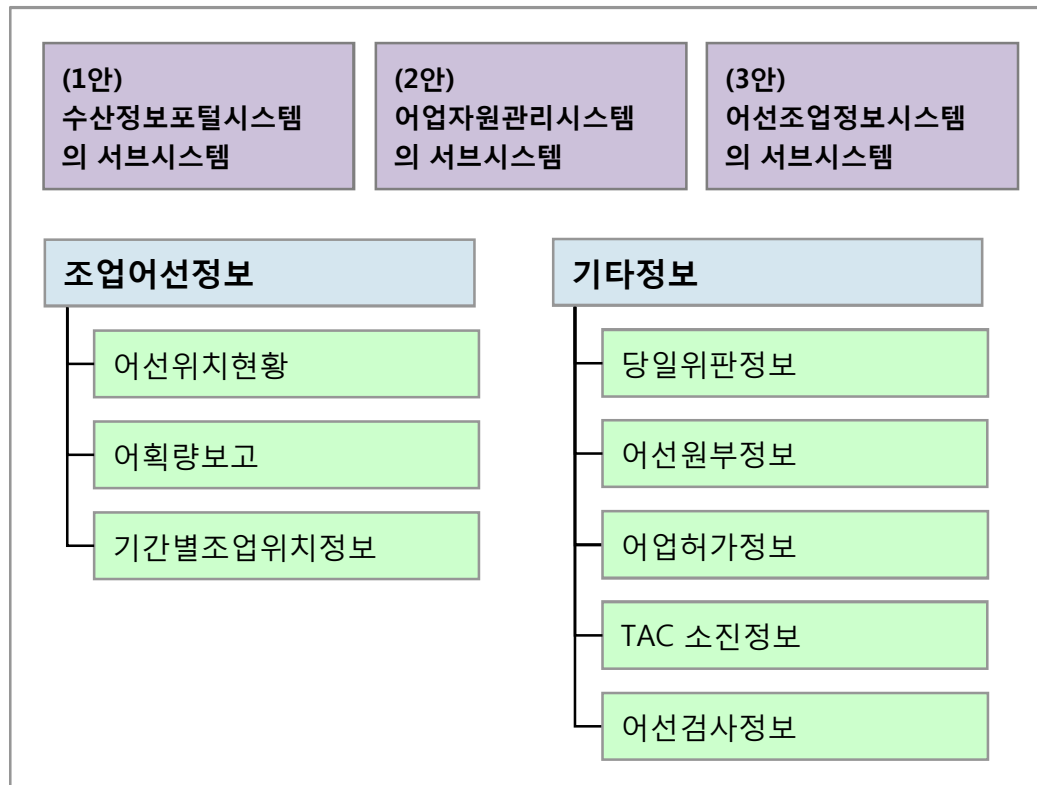 (1안)
수산정보포털시스템
의 서브시스템
(2안)
어업자원관리시스템
의 서브시스템
(3안)
어선조업정보시스템
의 서브시스템
조업어선정보
어선위치현황
어획량보고
기간별조업위치정보
기타정보
당일위판정보
어선원부정보
어업허가정보
TAC 소진정보
어선검사정보